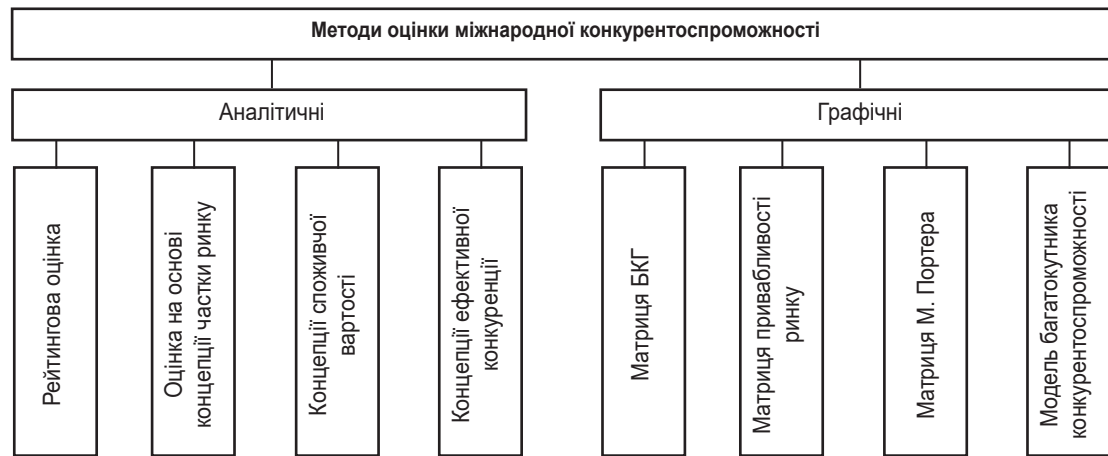 Методи оцінки міжнародної конкурентоспроможності
Аналітичні
Графічні
Рейтингова оцінка
Оцінка на основі
концепції частки ринку
Концепції споживчої
вартості
Концепції ефективної
конкуренції
Матриця БКГ
Матриця привабливості
ринку
Матриця М. Портера
Модель багатокутника
конкурентоспроможності